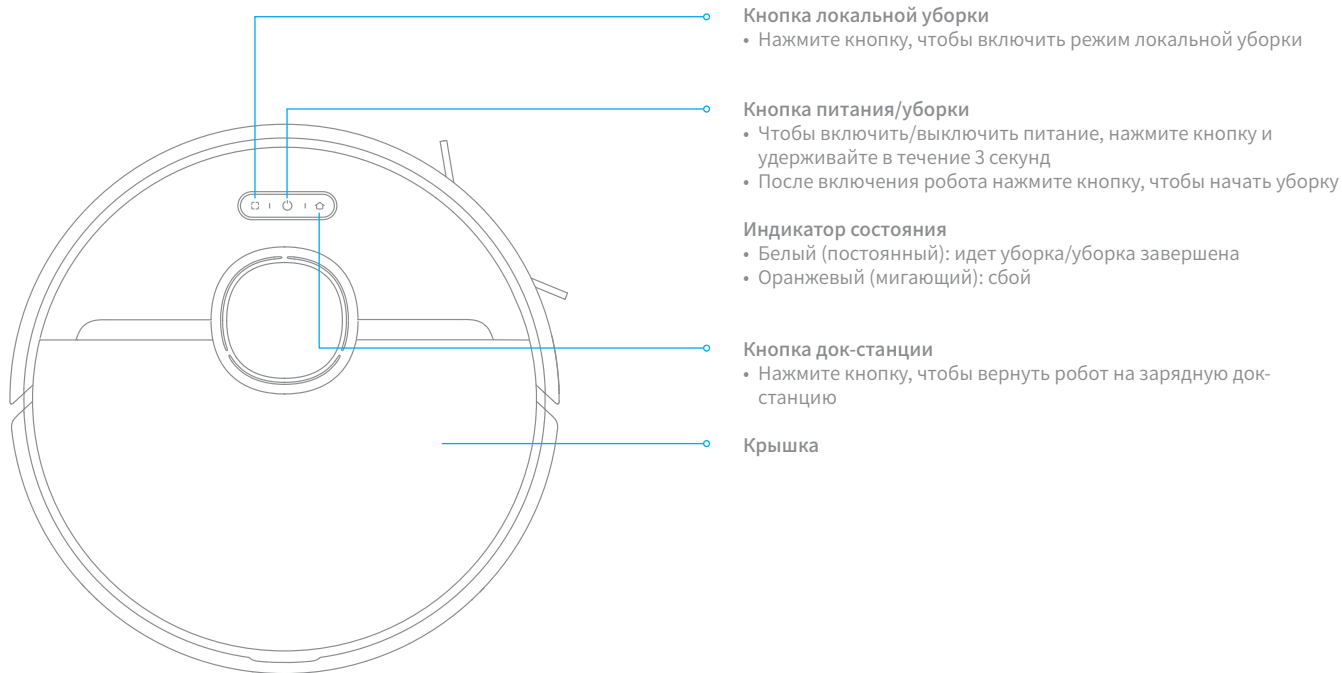 Кнопка локальной уборки
• Нажмите кнопку, чтобы включить режим локальной уборки
Кнопка питания/уборки
• Чтобы включить/выключить питание, нажмите кнопку и
удерживайте в течение 3 секунд
• После включения робота нажмите кнопку, чтобы начать уборку
Индикатор состояния
• Белый (постоянный): идет уборка/уборка завершена
• Оранжевый (мигающий): сбой
Кнопка док-станции
• Нажмите кнопку, чтобы вернуть робот на зарядную док-
станцию
Крышка